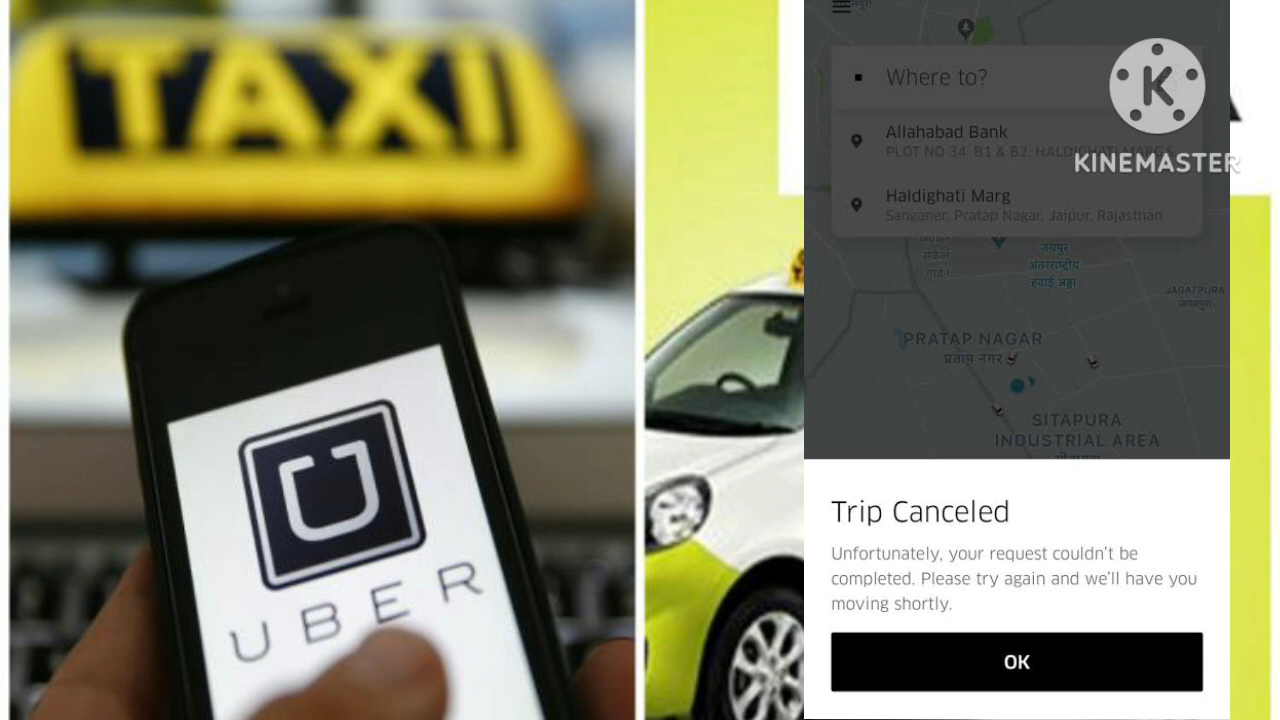 TAXI
U
UBER
Where to?
Allahabad Bank
PLOT NO 34, B1 & B2, HALDIGHATI MARG S
Haldighati Marg
Sanganer, Pratap Nagar, Jaipur, Rajasthan
K
KINEMASTER
गार्डन
जयपुर
अंतरराष्ट्रीय
हवाई अड्डा
JAGATPURA
जगतपुरा
PRATAP NAGAR
प्रताप नगर
SITAPURA
INDUSTRIAL AREA
Trip Canceled
Unfortunately, your request couldn't be
completed. Please try again and we'll have you
moving shortly.
OK